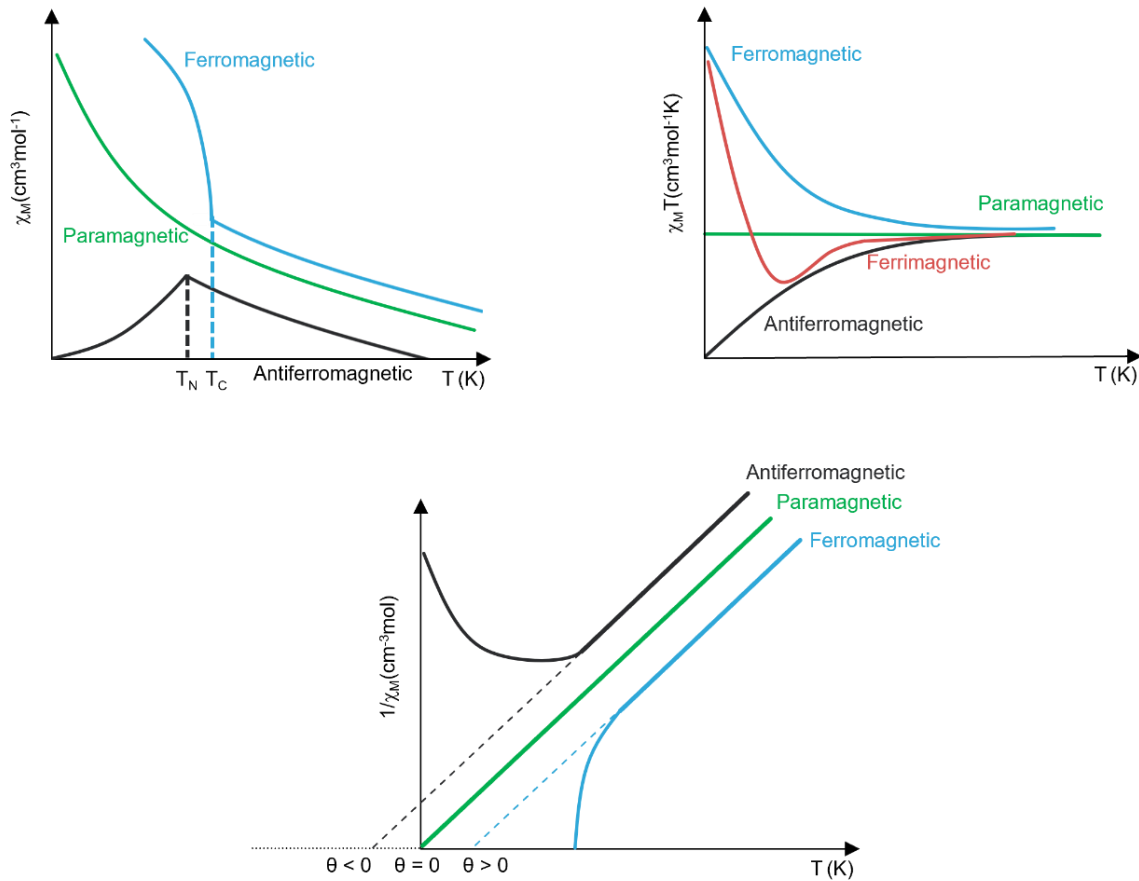 χM(cm³mol⁻¹)
Ferromagnetic
Paramagnetic
TN TC Antiferromagnetic T (K)
χMT(cm³mol⁻¹K)
Ferromagnetic
Paramagnetic
Ferrimagnetic
Antiferromagnetic
T (K)
1/χM(cm⁻³mol)
Antiferromagnetic
Paramagnetic
Ferromagnetic
θ < 0 θ = 0 θ > 0 T (K)